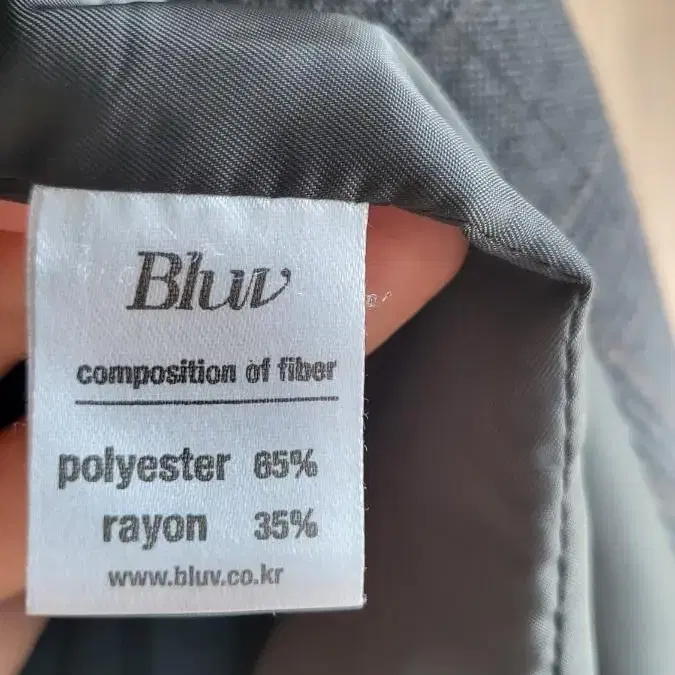 Bluv
composition of fiber
polyester 65%
rayon 35%
www.bluv.co.kr